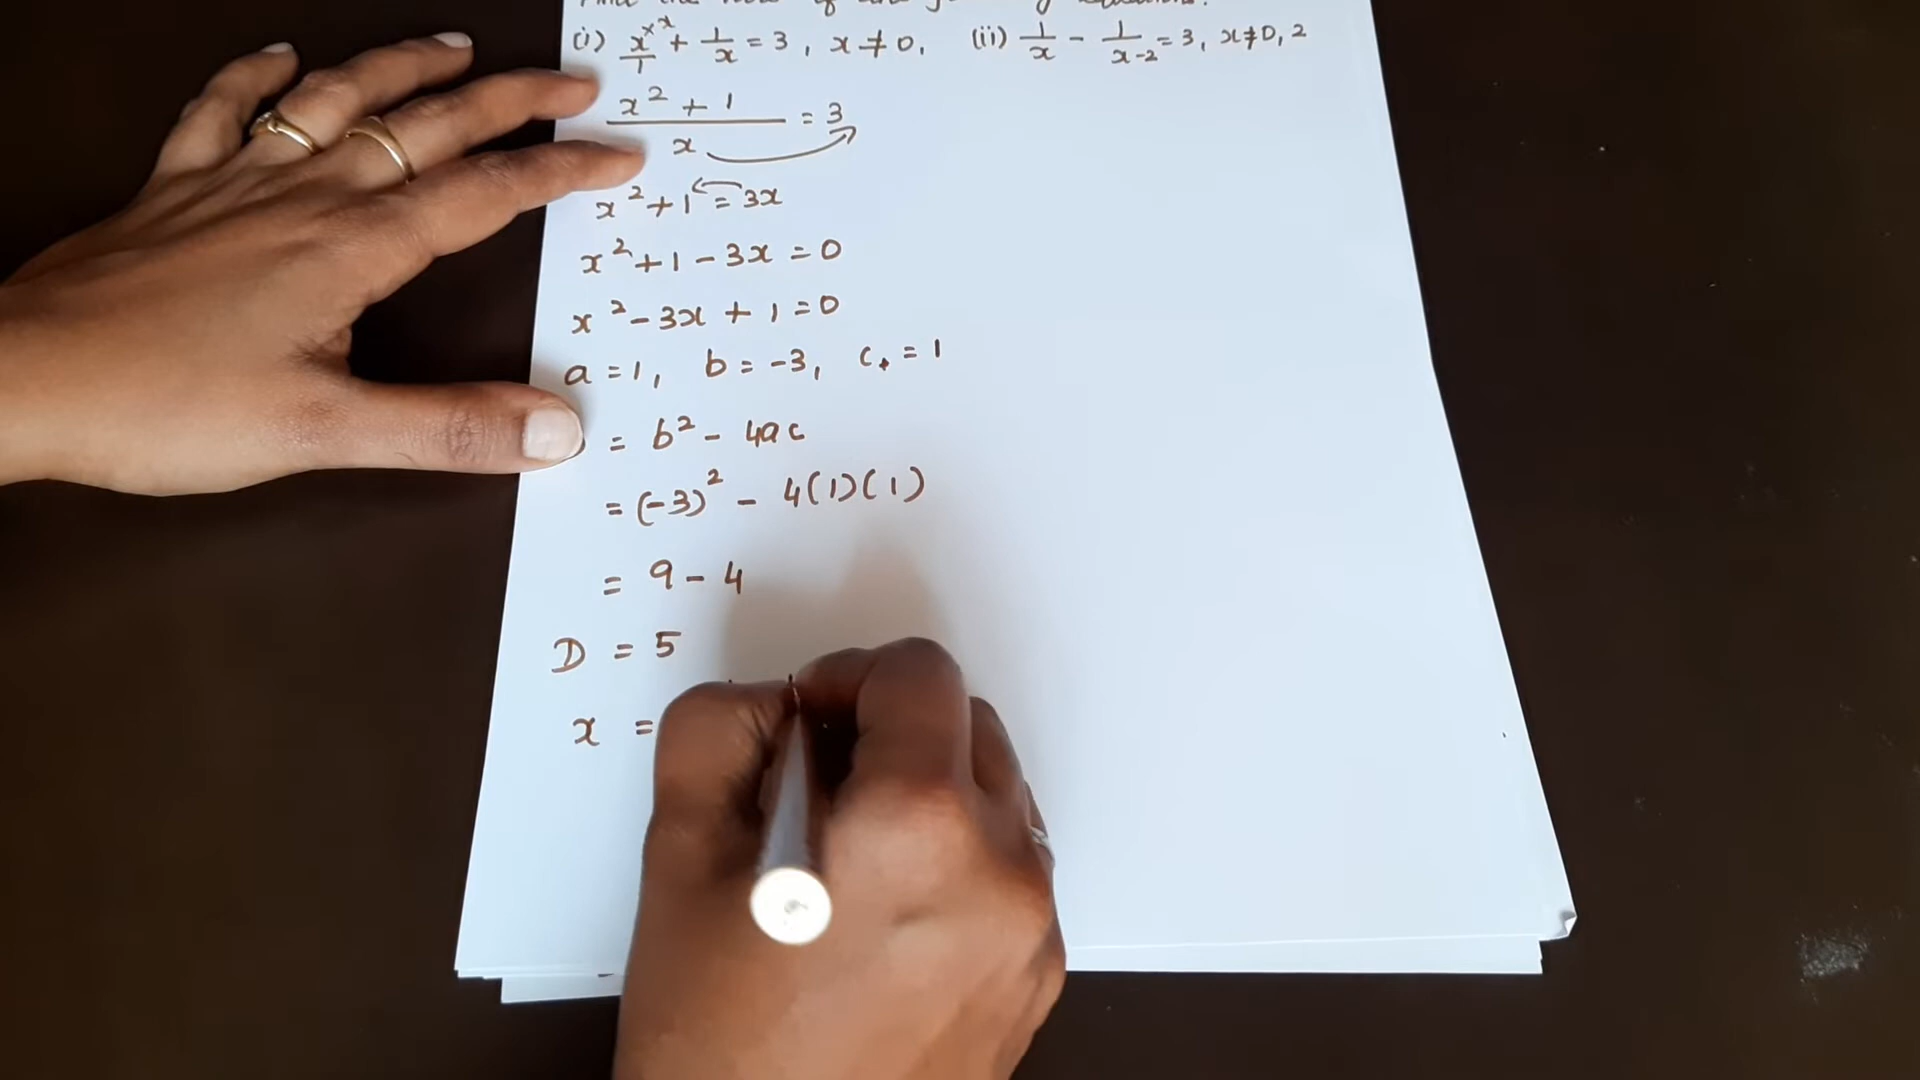 (i) x/1 + 1/x = 3, x ≠ 0. (ii) 1/x - 1/x-2 = 3, x ≠ 0, 2
x² + 1 / x = 3
x² + 1 = 3x
x² + 1 - 3x = 0
x² - 3x + 1 = 0
a = 1, b = -3, c = 1
= b² - 4ac
= (-3)² - 4(1)(1)
= 9 - 4
D = 5
x =